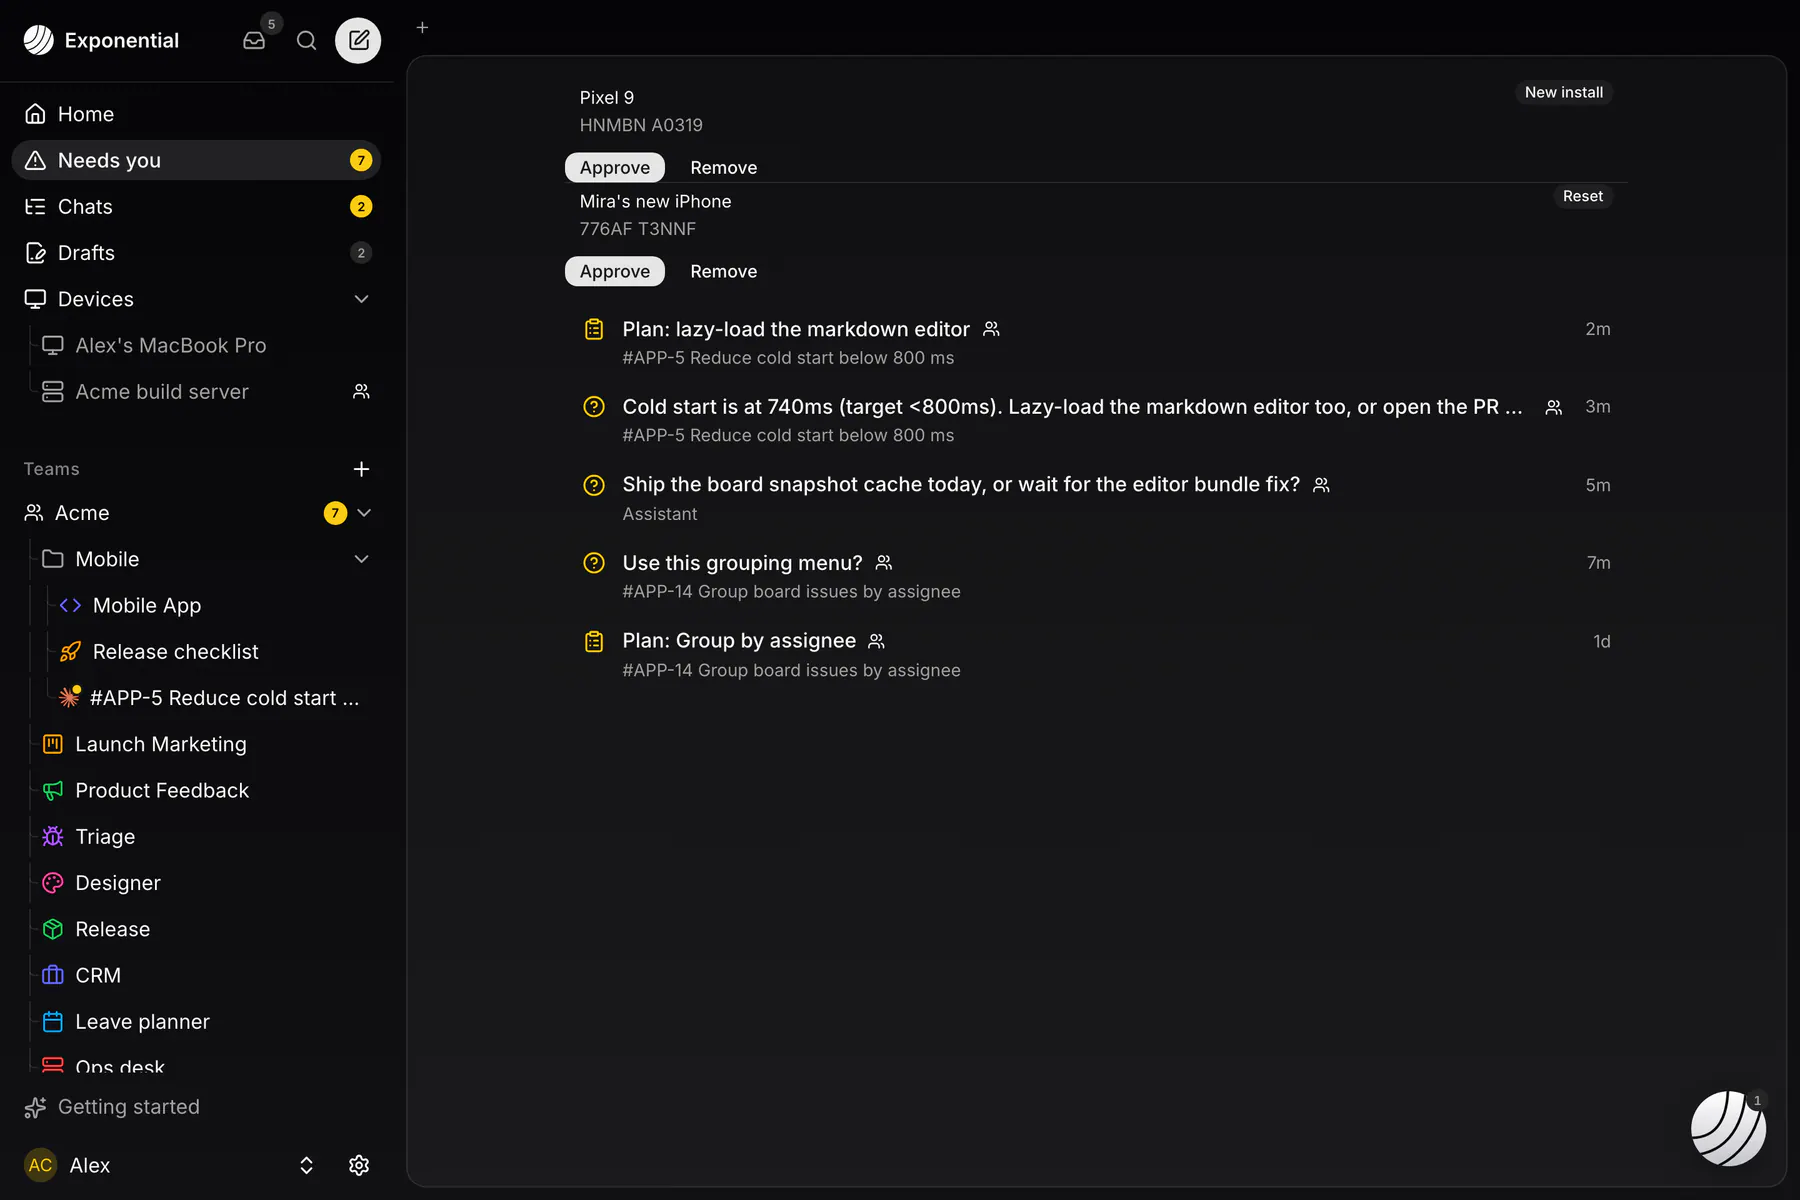 Exponential
5
Home
Needs you
7
Chats
2
Drafts
2
Devices
Alex's MacBook Pro
Acme build server
Teams
Acme
7
Mobile
Mobile App
Release checklist
#APP-5 Reduce cold start ...
Launch Marketing
Product Feedback
Triage
Designer
Release
CRM
Leave planner
Ops desk
Getting started
AC
Alex
Pixel 9
New install
HNMBN A0319
Approve
Remove
Mira's new iPhone
Reset
776AF T3NNF
Approve
Remove
Plan: lazy-load the markdown editor
2m
#APP-5 Reduce cold start below 800 ms
Cold start is at 740ms (target <800ms). Lazy-load the markdown editor too, or open the PR ...
3m
#APP-5 Reduce cold start below 800 ms
Ship the board snapshot cache today, or wait for the editor bundle fix?
5m
Assistant
Use this grouping menu?
7m
#APP-14 Group board issues by assignee
Plan: Group by assignee
1d
#APP-14 Group board issues by assignee
1